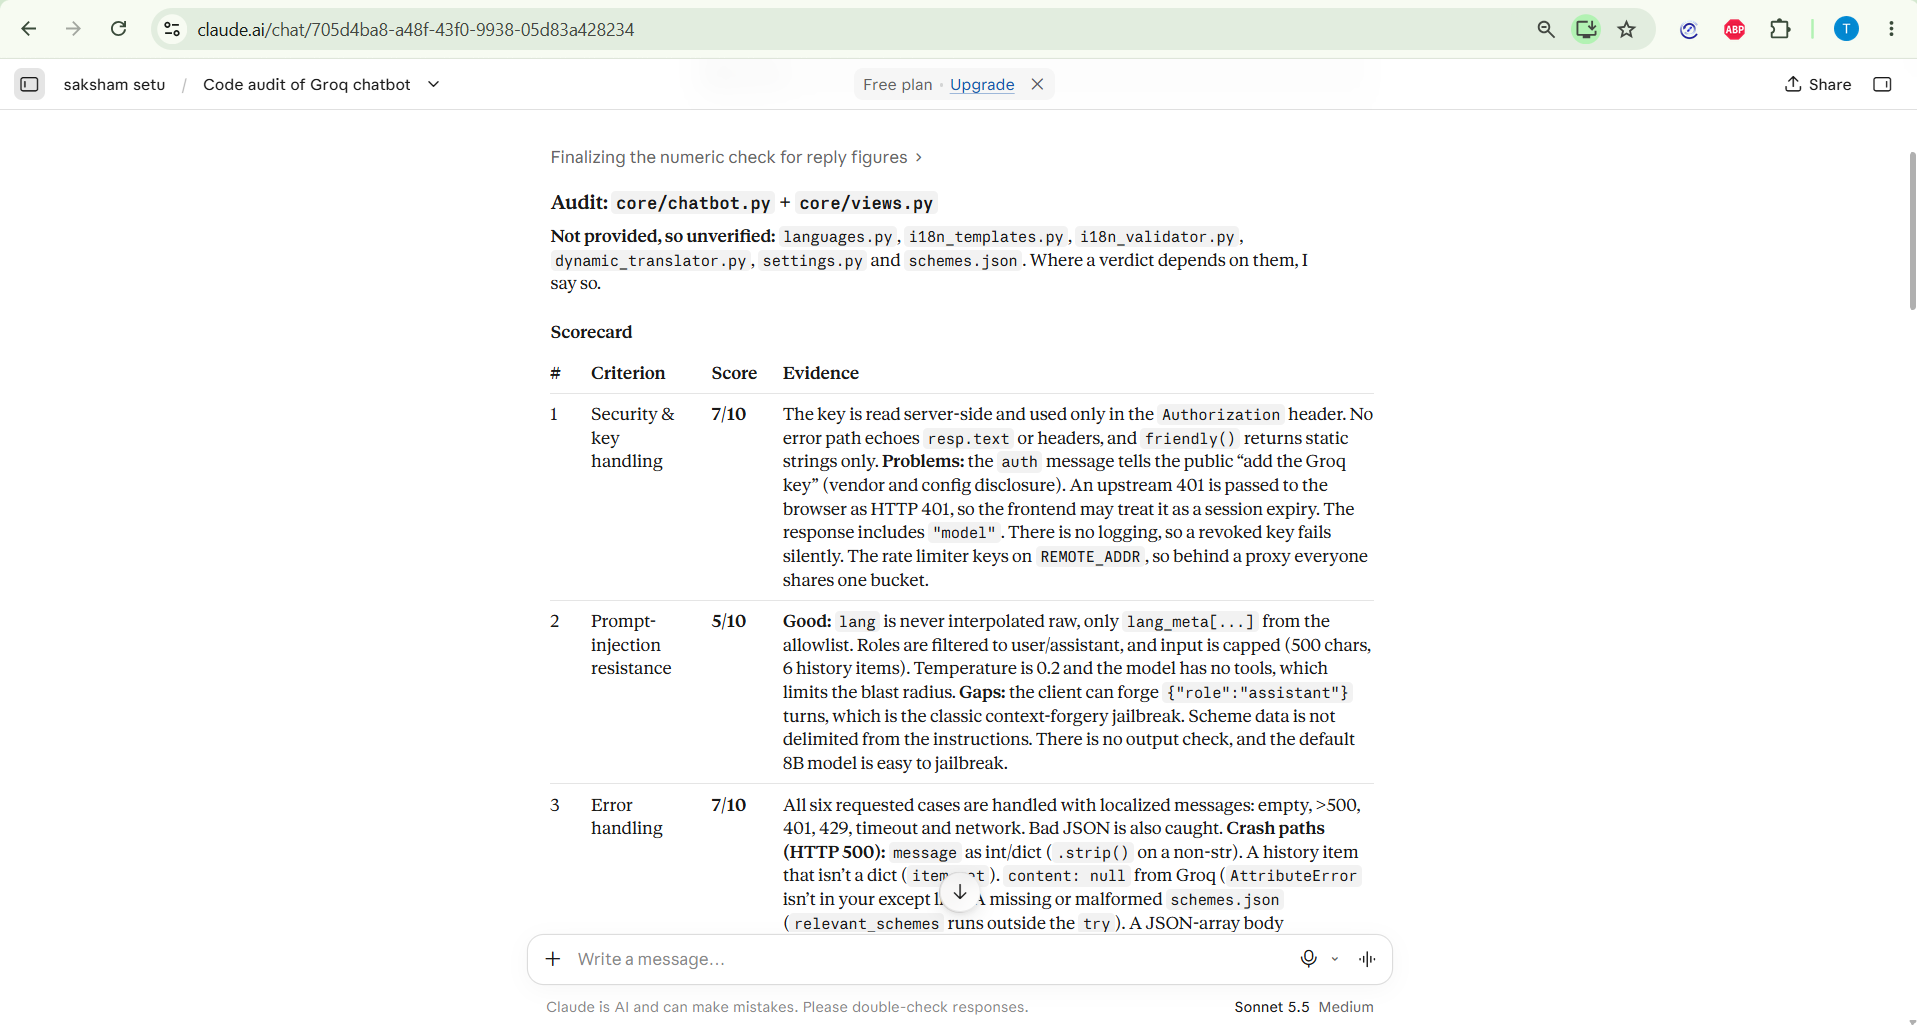 claude.ai/chat/705d4ba8-a48f-43f0-9938-05d83a428234
ABP
T
saksham setu / Code audit of Groq chatbot
Free plan · Upgrade
Share
Finalizing the numeric check for reply figures
Audit: core/chatbot.py + core/views.py
Not provided, so unverified: languages.py, i18n_templates.py, i18n_validator.py,
dynamic_translator.py, settings.py and schemes.json. Where a verdict depends on them, I
say so.
Scorecard
# Criterion Score Evidence
1 Security & key handling 7/10
The key is read server-side and used only in the Authorization header. No
error path echoes resp.text or headers, and friendly() returns static
strings only. Problems: the auth message tells the public “add the Groq
key” (vendor and config disclosure). An upstream 401 is passed to the
browser as HTTP 401, so the frontend may treat it as a session expiry. The
response includes "model". There is no logging, so a revoked key fails
silently. The rate limiter keys on REMOTE_ADDR, so behind a proxy everyone
shares one bucket.
2 Prompt-injection resistance 5/10
Good: lang is never interpolated raw, only lang_meta[...] from the
allowlist. Roles are filtered to user/assistant, and input is capped (500 chars,
6 history items). Temperature is 0.2 and the model has no tools, which
limits the blast radius. Gaps: the client can forge {"role":"assistant"}
turns, which is the classic context-forgery jailbreak. Scheme data is not
delimited from the instructions. There is no output check, and the default
8B model is easy to jailbreak.
3 Error handling 7/10
All six requested cases are handled with localized messages: empty, >500,
401, 429, timeout and network. Bad JSON is also caught. Crash paths
(HTTP 500): message as int/dict (.strip() on a non-str). A history item
that isn’t a dict ( ). content: null from Groq (AttributeError
isn’t in your except missing or malformed schemes.json
(relevant_schemes runs outside the try). A JSON-array body
Write a message…
Claude is AI and can make mistakes. Please double-check responses.
Sonnet 5.5 Medium